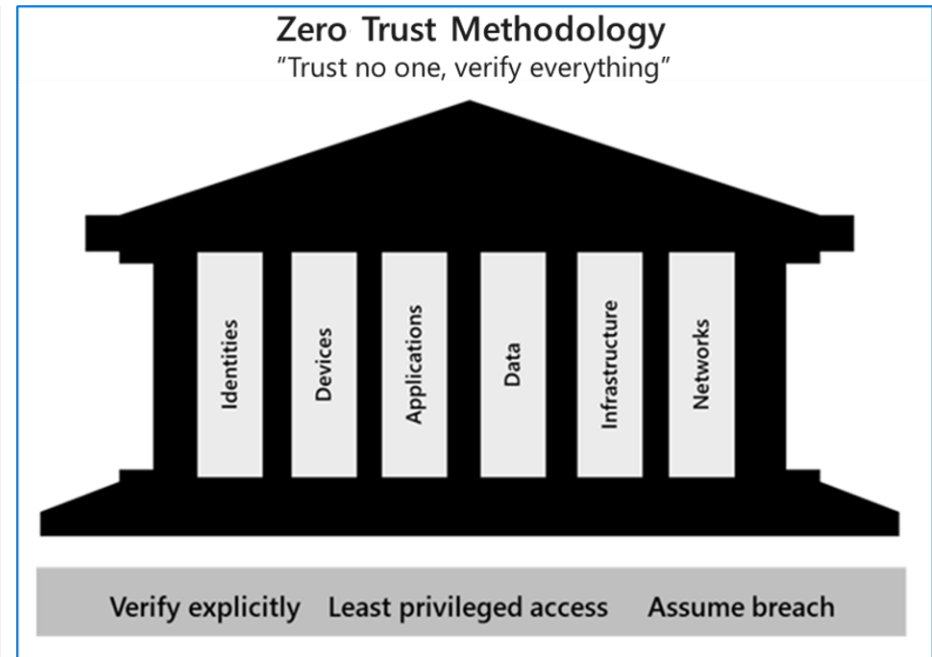 Zero Trust Methodology
"Trust no one, verify everything"
Identities
Devices
Applications
Data
Infrastructure
Networks
Verify explicitly Least privileged access Assume breach